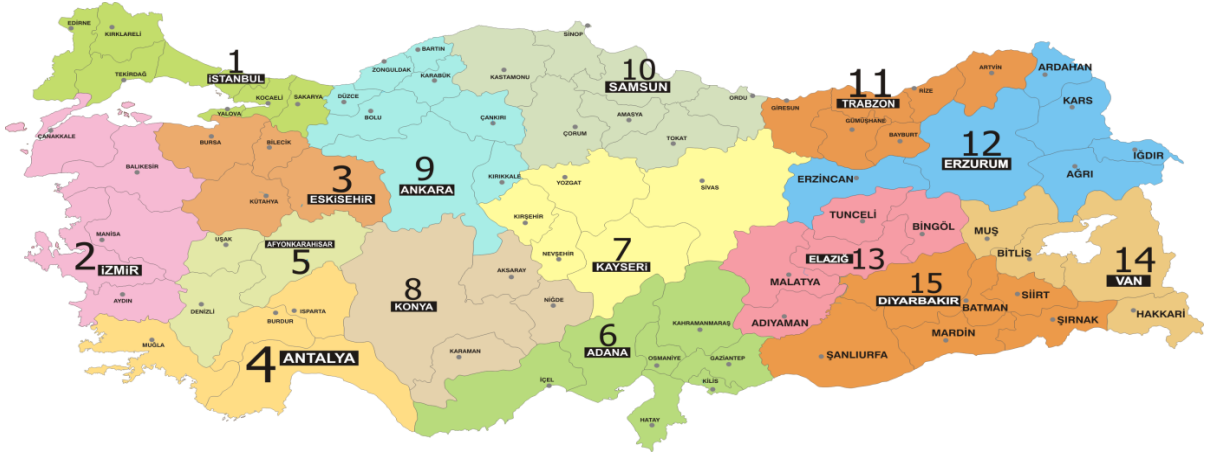 EDİRNE
KIRKLARELİ
TEKİRDAĞ
1
İSTANBUL
KOCAELİ
SAKARYA
YALOVA
ÇANAKKALE
BALIKESİR
MANİSA
2 İZMİR
AYDIN
BURSA
BİLECİK
3
ESKİSEHİR
KÜTAHYA
UŞAK
AFYONKARAHiSAR
5
DENİZLİ
MUĞLA
BURDUR
ISPARTA
4 ANTALYA
BARTIN
ZONGULDAK
KARABÜK
DÜZCE
BOLU
ÇANKIRI
9
ANKARA
KIRIKKALE
8
KONYA
AKSARAY
NİĞDE
KARAMAN
SİNOP
KASTAMONU
10
SAMSUN
ORDU
AMASYA
ÇORUM
TOKAT
YOZGAT
SİVAS
KIRŞEHİR
NEVŞEHİR
7
KAYSERİ
6
ADANA
KAHRAMANMARAŞ
OSMANİYE
GAZİANTEP
KİLİS
İÇEL
HATAY
11
TRABZON
ARTVİN
RİZE
GİRESUN
GÜMÜŞHANE
BAYBURT
ARDAHAN
KARS
12
ERZURUM
IĞDIR
AĞRI
ERZİNCAN
TUNCELİ
BİNGÖL
ELAZIĞ 13
MALATYA
ADIYAMAN
MUŞ
BİTLİS
14
VAN
HAKKARİ
15
DİYARBAKIR
SİİRT
BATMAN
ŞIRNAK
MARDİN
ŞANLIURFA